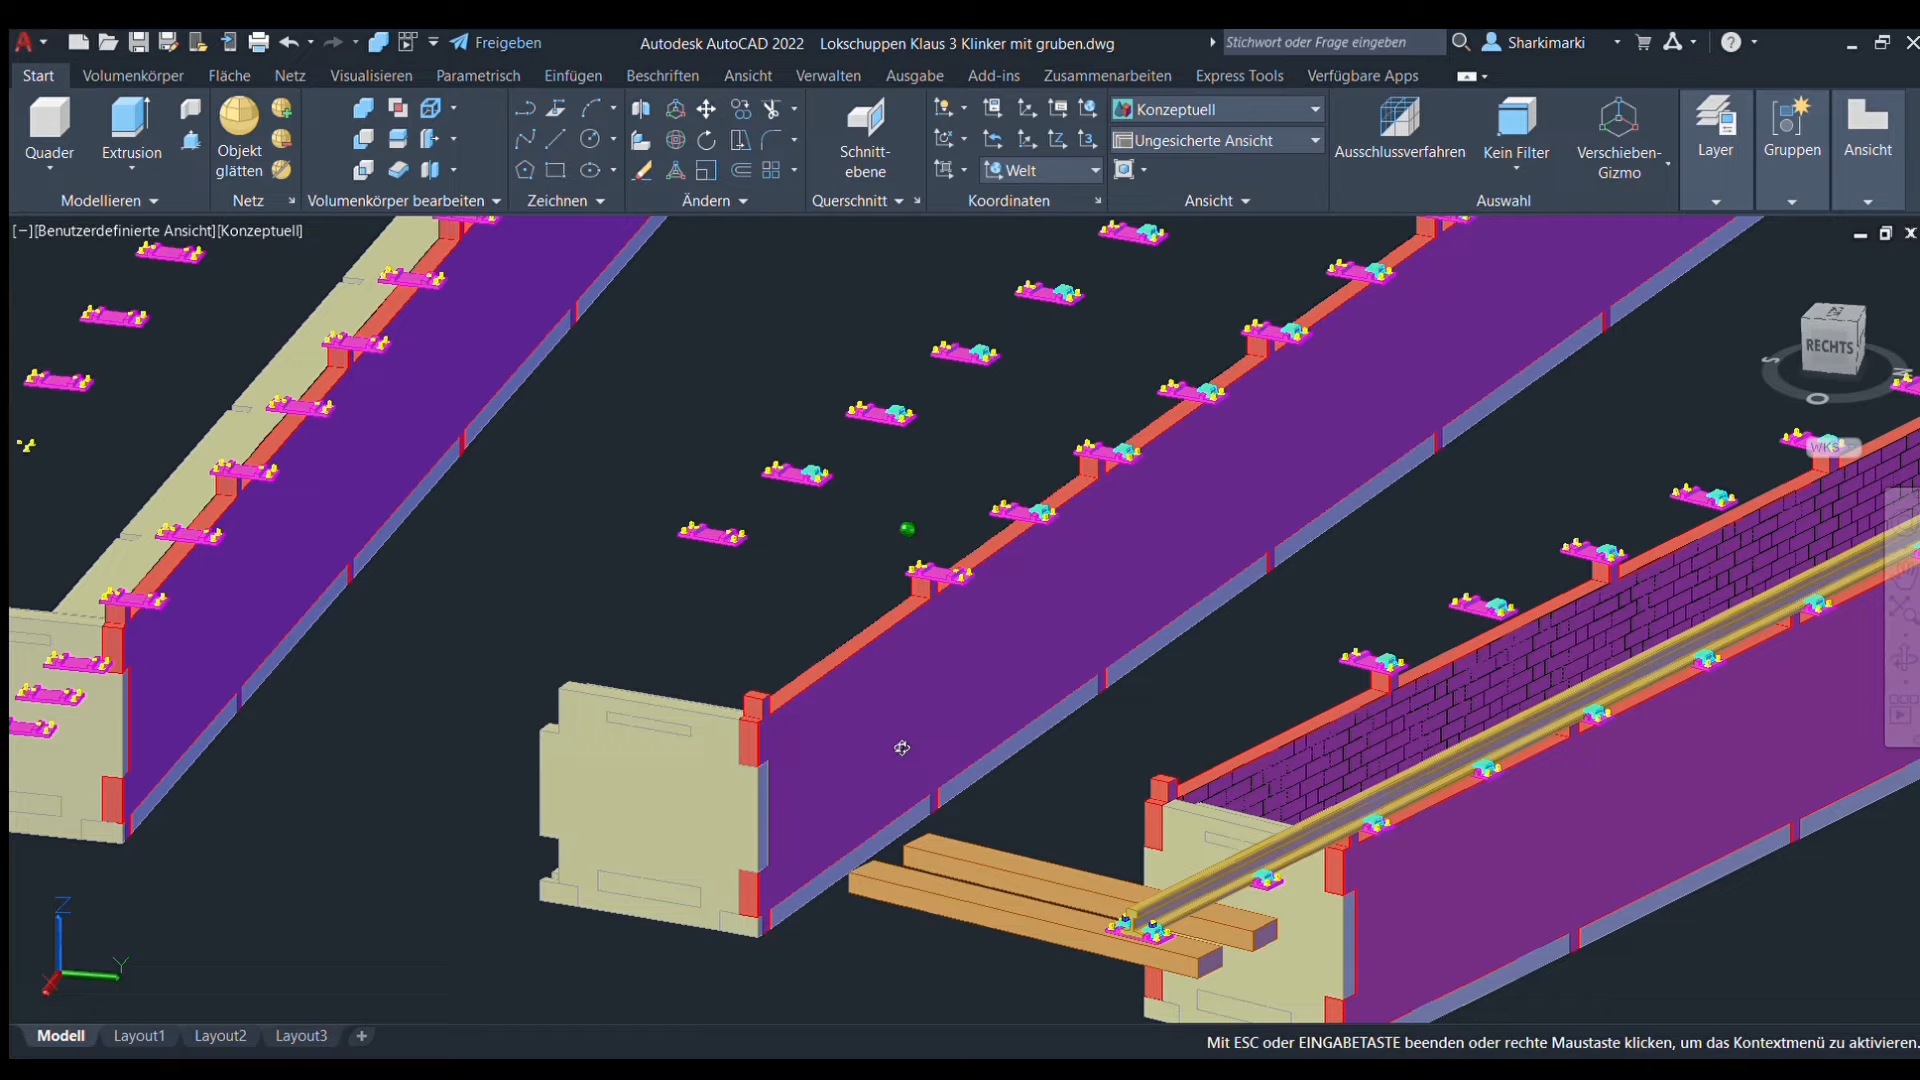 Freigeben
Autodesk AutoCAD 2022 Lokschuppen Klaus 3 Klinker mit gruben.dwg
Stichwort oder Frage eingeben
Sharkimarki
Start Volumenkörper Fläche Netz Visualisieren Parametrisch Einfügen Beschriften Ansicht Verwalten Ausgabe Add-ins Zusammenarbeiten Express Tools Verfügbare Apps
Quader
Extrusion
Objekt
glätten
Schnitt-
ebene
Welt
Konzeptuell
Ungesicherte Ansicht
Ausschlussverfahren
Kein Filter
Verschieben-
Gizmo
Layer
Gruppen
Ansicht
Modellieren Netz Volumenkörper bearbeiten Zeichnen Ändern Querschnitt Koordinaten Ansicht Auswahl
[−][Benutzerdefinierte Ansicht][Konzeptuell]
RECHTS
S
O
N
WKS
Z
Y
X
Modell Layout1 Layout2 Layout3 +
Mit ESC oder EINGABETASTE beenden oder rechte Maustaste klicken, um das Kontextmenü zu aktivieren.